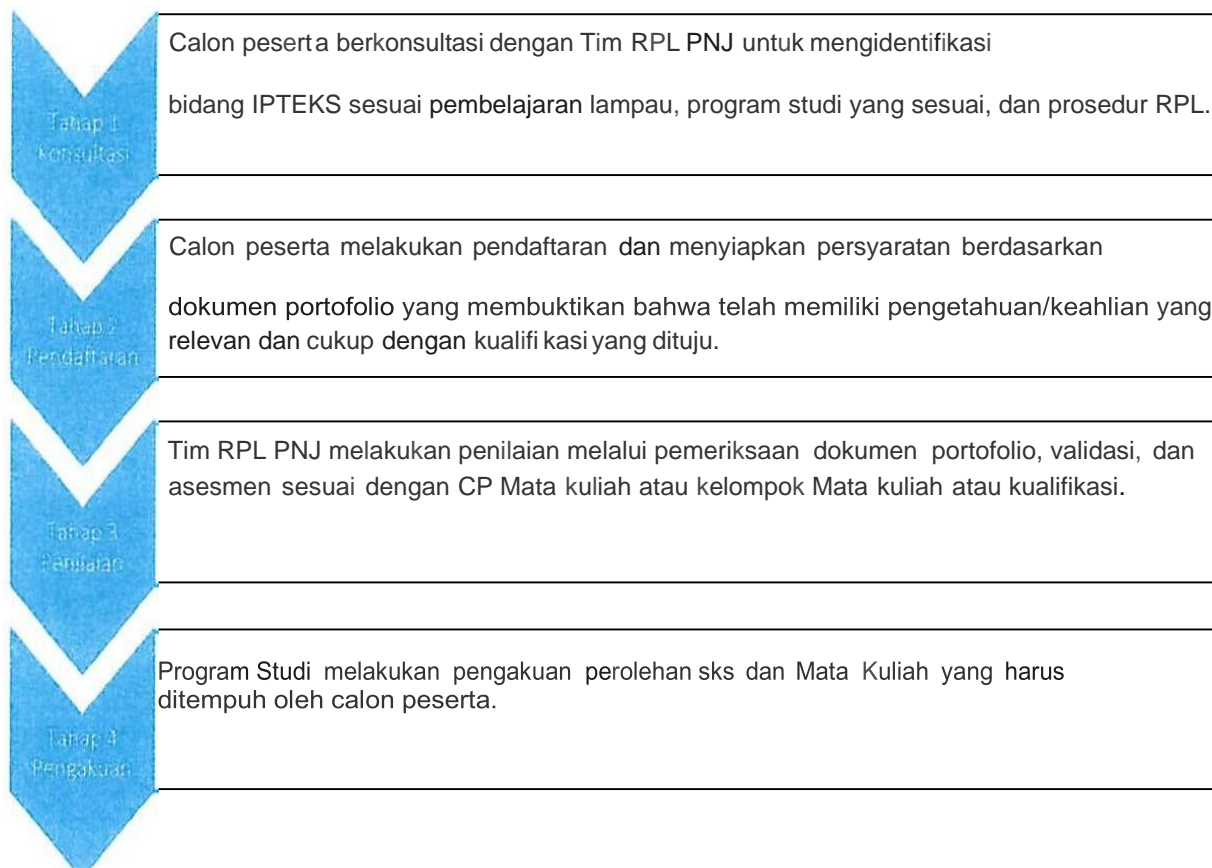 Tahap 1
Konsultasi
Calon peserta berkonsultasi dengan Tim RPL PNJ untuk mengidentifikasi
bidang IPTEKS sesuai pembelajaran lampau, program studi yang sesuai, dan prosedur RPL.
Tahap 2
Pendaftaran
Calon peserta melakukan pendaftaran dan menyiapkan persyaratan berdasarkan
dokumen portofolio yang membuktikan bahwa telah memiliki pengetahuan/keahlian yang
relevan dan cukup dengan kualifi kasi yang dituju.
Tahap 3
Penilaian
Tim RPL PNJ melakukan penilaian melalui pemeriksaan dokumen portofolio, validasi, dan
asesmen sesuai dengan CP Mata kuliah atau kelompok Mata kuliah atau kualifikasi.
Tahap 4
Pengakuan
Program Studi melakukan pengakuan perolehan sks dan Mata Kuliah yang harus
ditempuh oleh calon peserta.